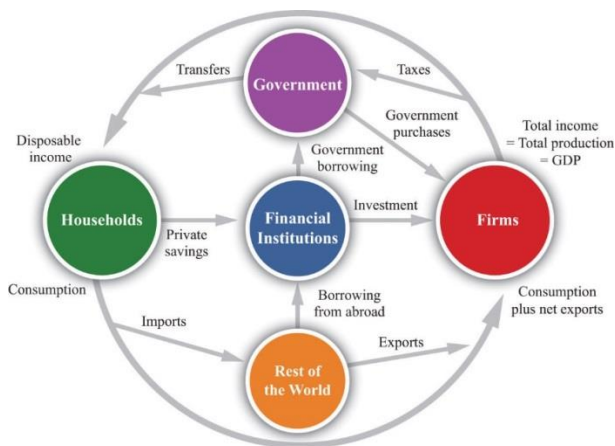 Transfers
Government
Taxes
Government
purchases
Total income
= Total production
= GDP
Disposable
income
Government
borrowing
Households
Private
savings
Financial
Institutions
Investment
Firms
Consumption
Imports
Borrowing
from abroad
Exports
Consumption
plus net exports
Rest of
the World